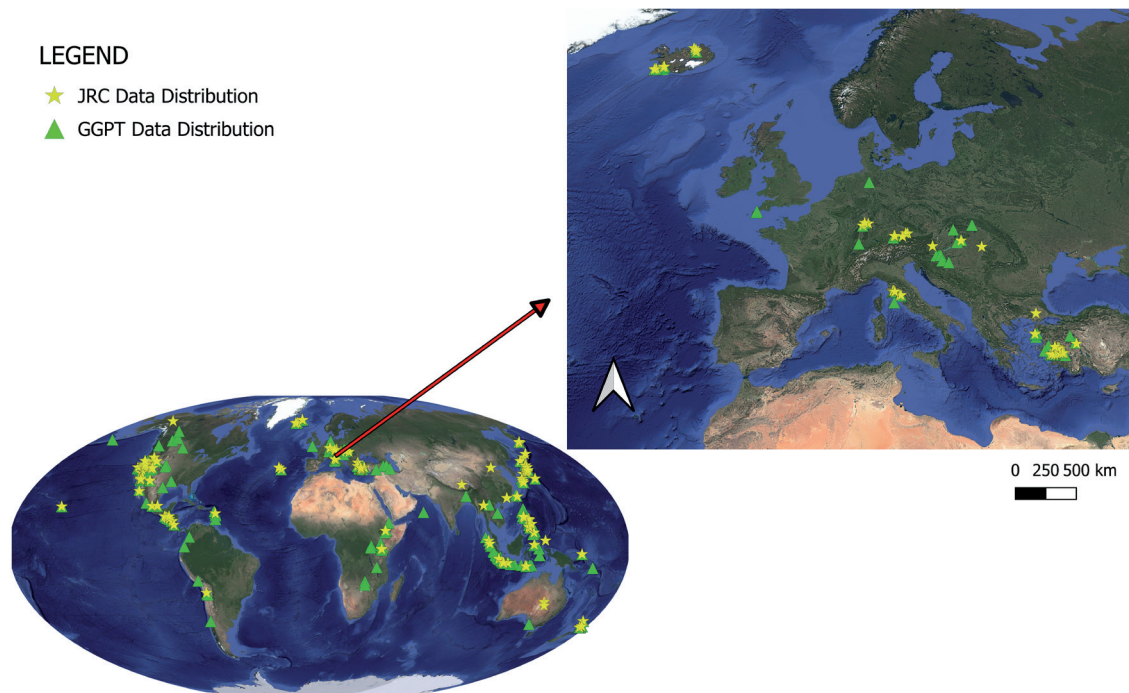 LEGEND
JRC Data Distribution
GGPT Data Distribution
0 250 500 km